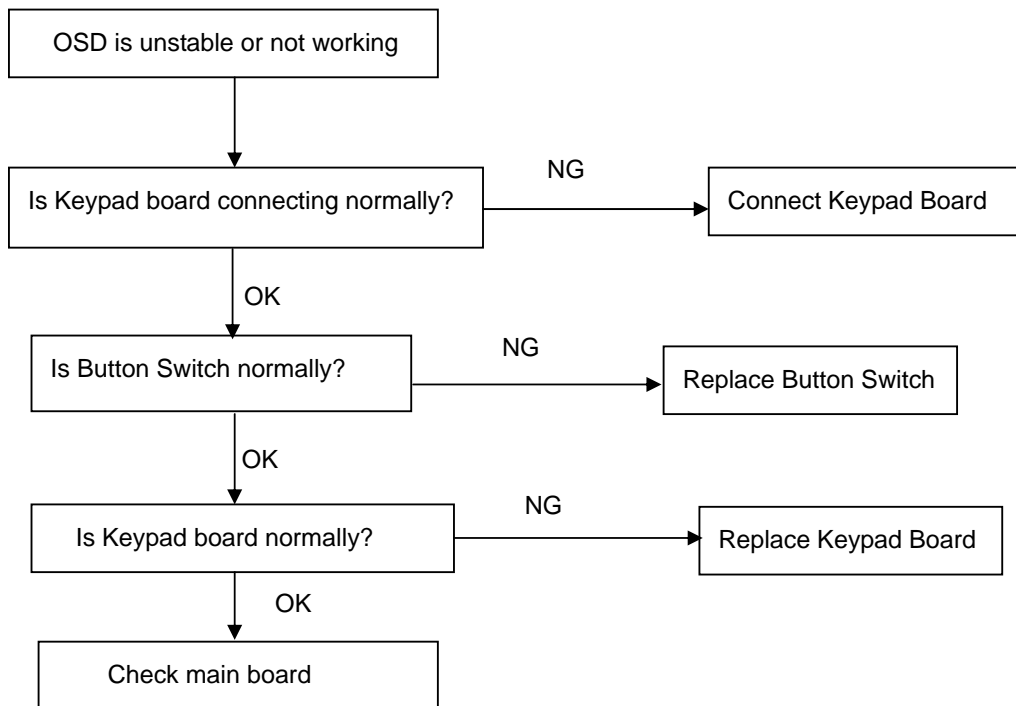 OSD is unstable or not working
NG
Is Keypad board connecting normally?
Connect Keypad Board
OK
NG
Is Button Switch normally?
Replace Button Switch
OK
NG
Is Keypad board normally?
Replace Keypad Board
OK
Check main board